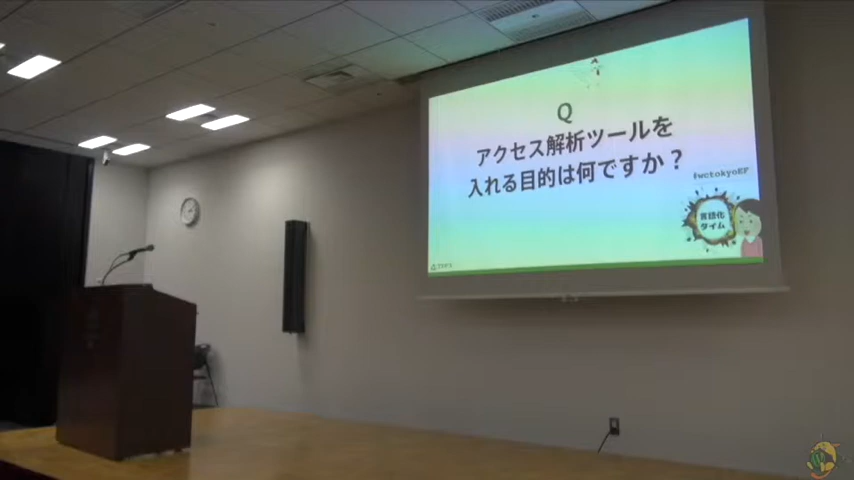 Q
アクセス解析ツールを
入れる目的は何ですか？
#wctokyoEF
言語化
タイム